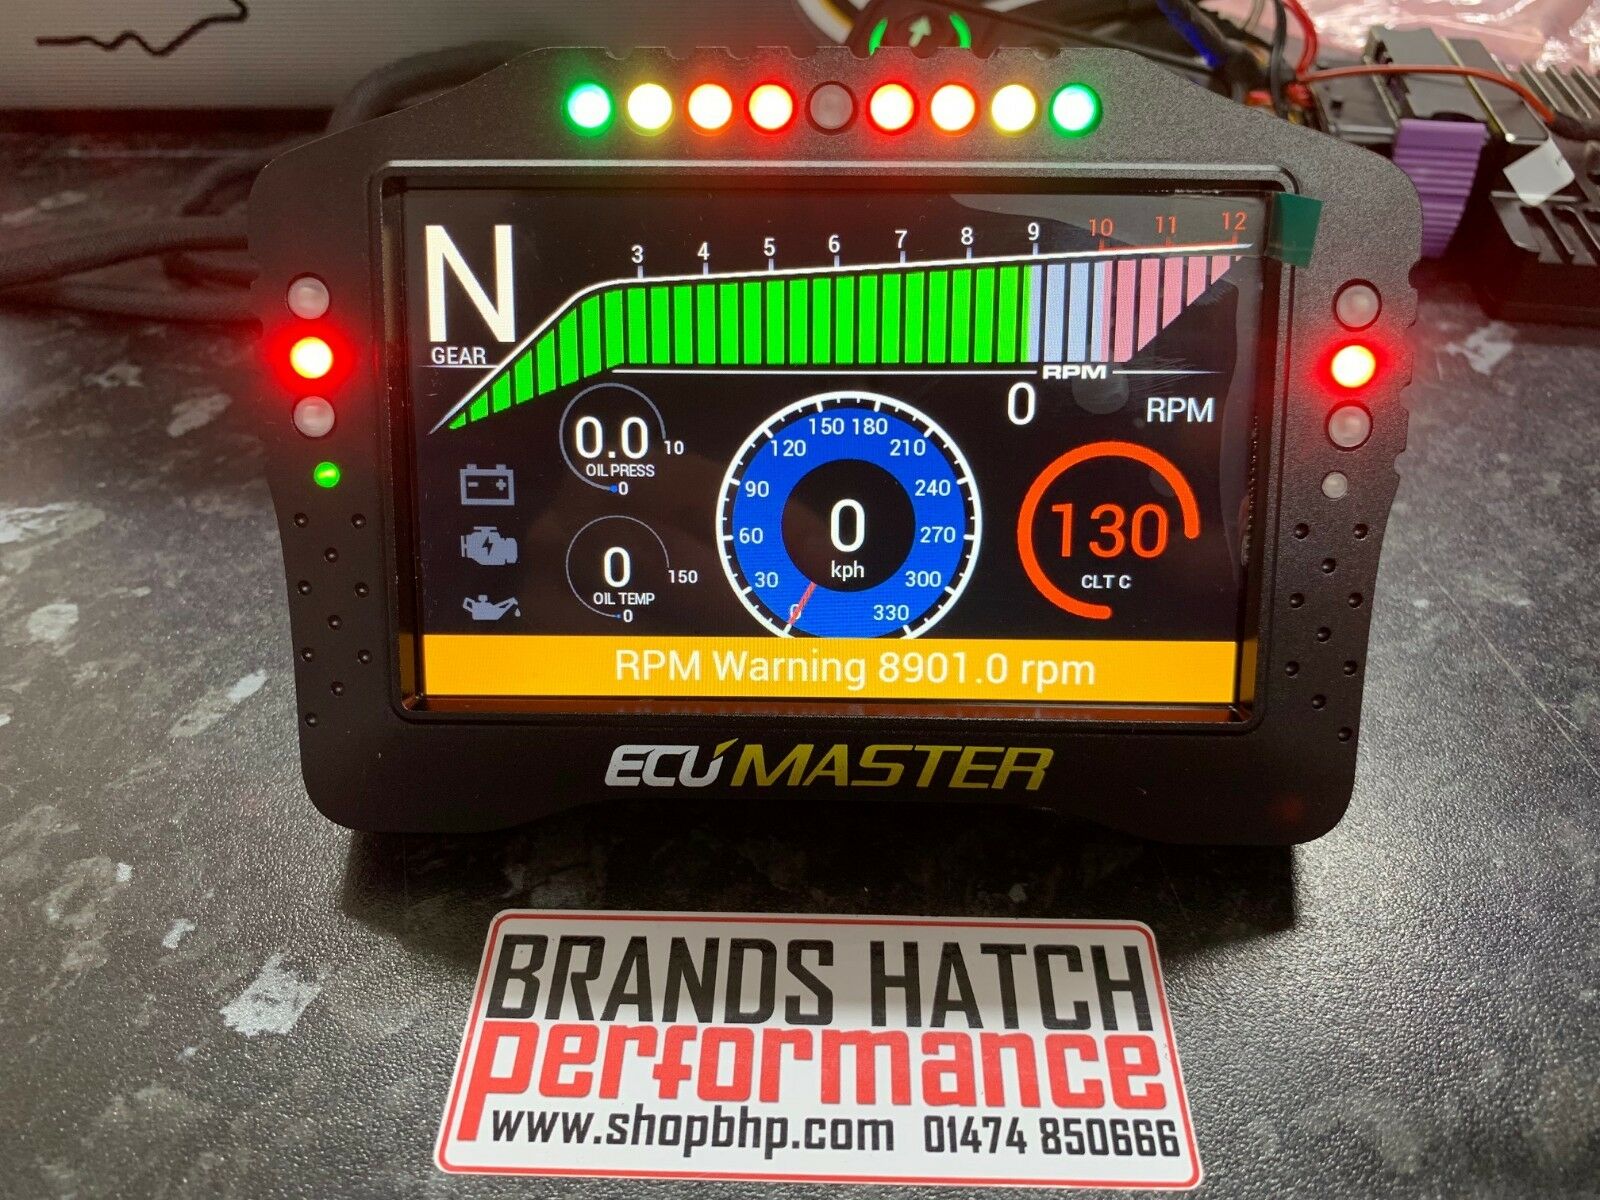 N
GEAR
3 4 5 6 7 8 9 10 11 12
RPM
0 RPM
0.0
10
OIL PRESS
0
0
150
OIL TEMP
0
0 30 60 90 120 150 180 210 240 270 300 330
0
kph
130
CLT C
RPM Warning 8901.0 rpm
ECUMASTER
BRANDS HATCH
performance
www.shopbhp.com 01474 850666